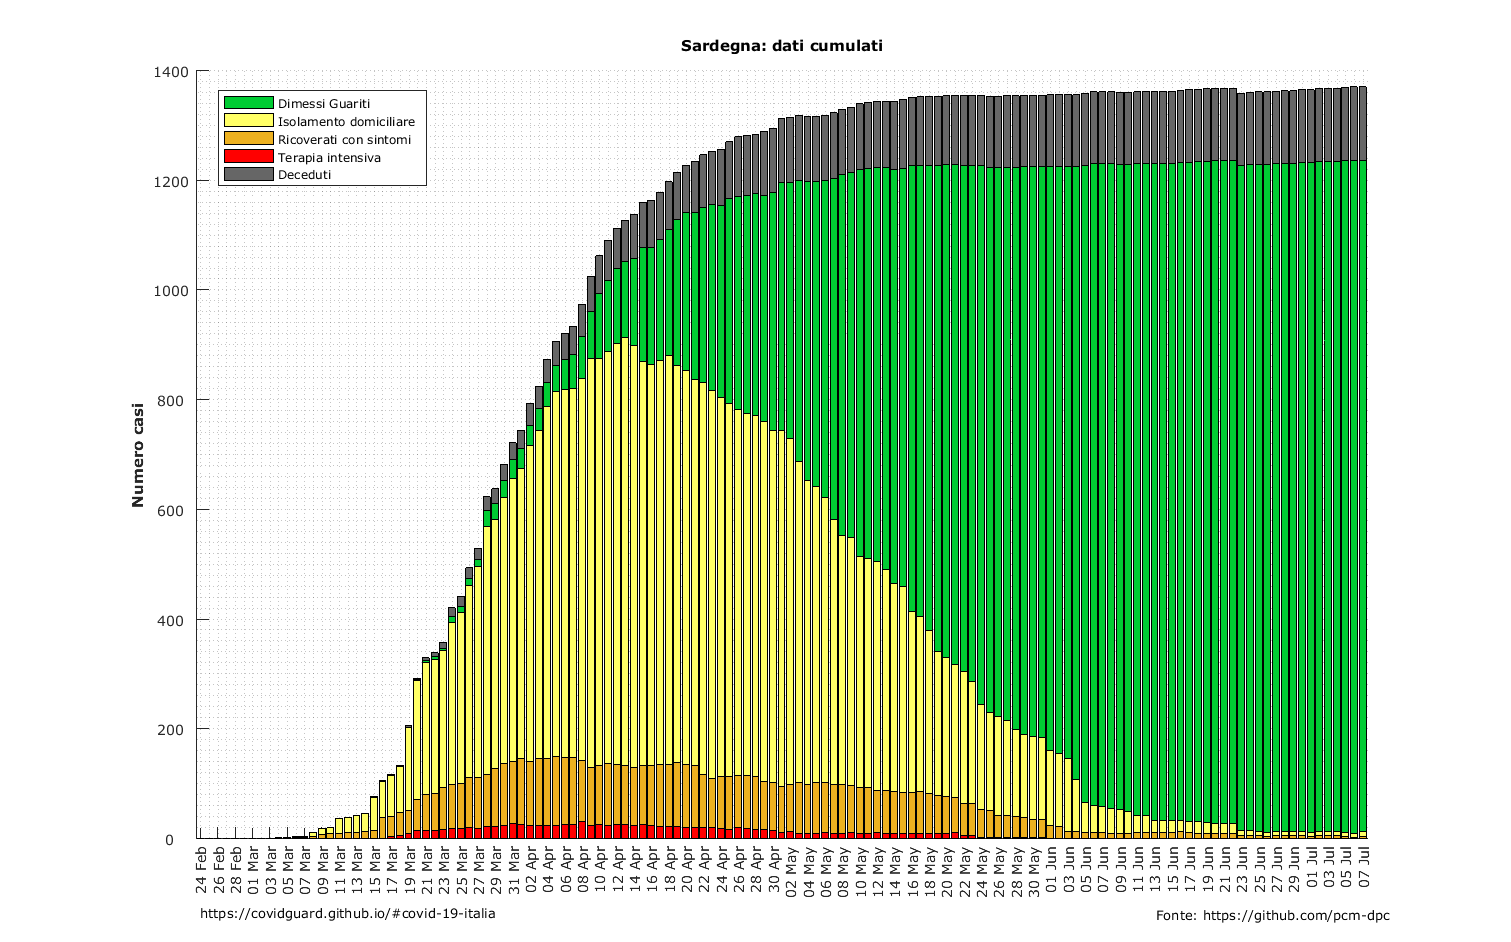 Sardegna: dati cumulati
1400
1200
1000
800
600
400
200
0
Numero casi
Dimessi Guariti
Isolamento domiciliare
Ricoverati con sintomi
Terapia intensiva
Deceduti
24 Feb
26 Feb
28 Feb
01 Mar
03 Mar
05 Mar
07 Mar
09 Mar
11 Mar
13 Mar
15 Mar
17 Mar
19 Mar
21 Mar
23 Mar
25 Mar
27 Mar
29 Mar
31 Mar
02 Apr
04 Apr
06 Apr
08 Apr
10 Apr
12 Apr
14 Apr
16 Apr
18 Apr
20 Apr
22 Apr
24 Apr
26 Apr
28 Apr
30 Apr
02 May
04 May
06 May
08 May
10 May
12 May
14 May
16 May
18 May
20 May
22 May
24 May
26 May
28 May
30 May
01 Jun
03 Jun
05 Jun
07 Jun
09 Jun
11 Jun
13 Jun
15 Jun
17 Jun
19 Jun
21 Jun
23 Jun
25 Jun
27 Jun
29 Jun
01 Jul
03 Jul
05 Jul
07 Jul
https://covidguard.github.io/#covid-19-italia
Fonte: https://github.com/pcm-dpc